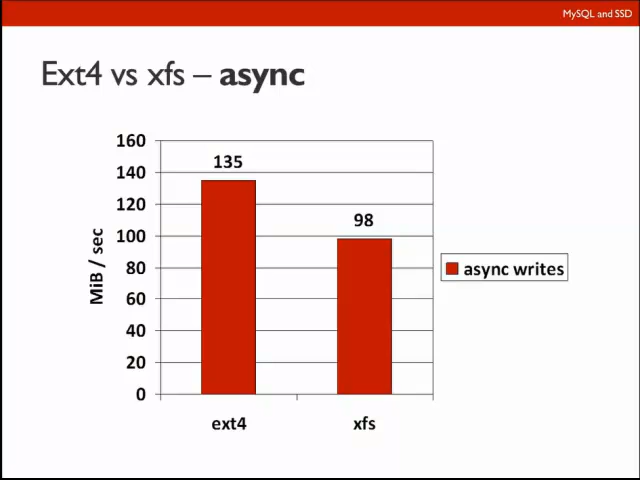 MySQL and SSD
Ext4 vs xfs – async
160
140
120
100
80
60
40
20
0
MiB / sec
135
98
ext4
xfs
async writes